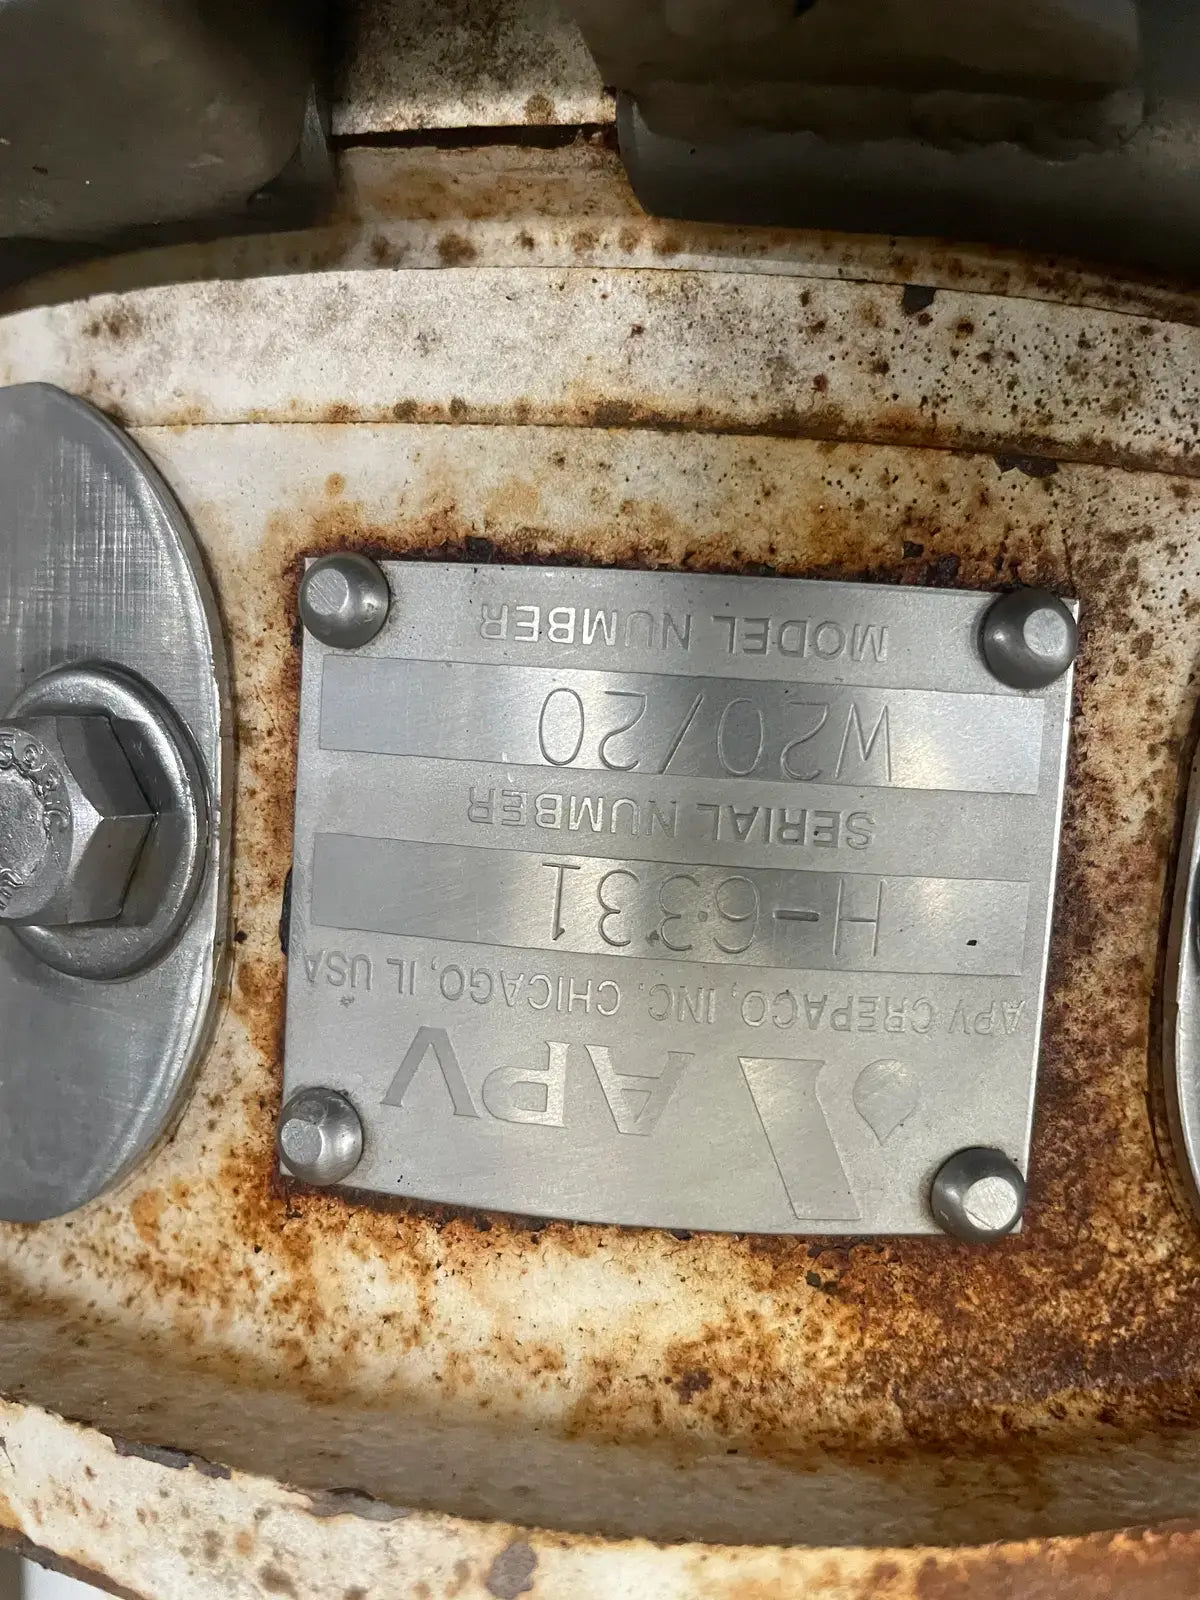 APV
APV CREPACO, INC. CHICAGO, IL USA
H-6331
SERIAL NUMBER
W20/20
MODEL NUMBER